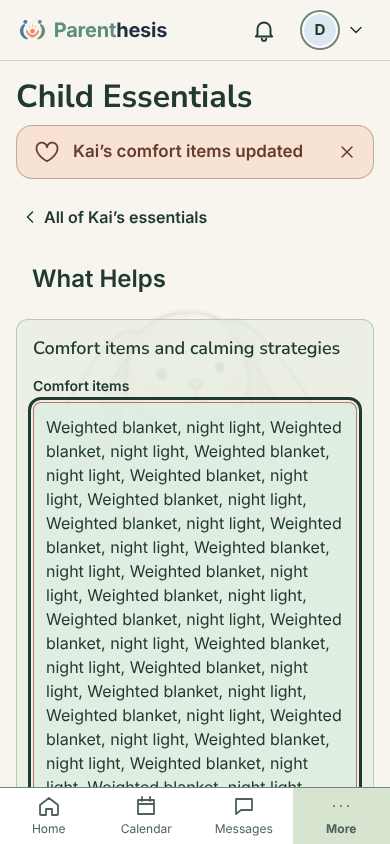 Parenthesis
D
Child Essentials
Kai’s comfort items updated
All of Kai’s essentials
What Helps
Comfort items and calming strategies
Comfort items
Weighted blanket, night light, Weighted
blanket, night light, Weighted blanket,
night light, Weighted blanket, night
light, Weighted blanket, night light,
Weighted blanket, night light, Weighted
blanket, night light, Weighted blanket,
night light, Weighted blanket, night
light, Weighted blanket, night light,
Weighted blanket, night light, Weighted
blanket, night light, Weighted blanket,
night light, Weighted blanket, night
light, Weighted blanket, night light,
Weighted blanket, night light, Weighted
blanket, night light, Weighted blanket,
night light, Weighted blanket, night
light, Weighted blanket, night light,
Home
Calendar
Messages
More